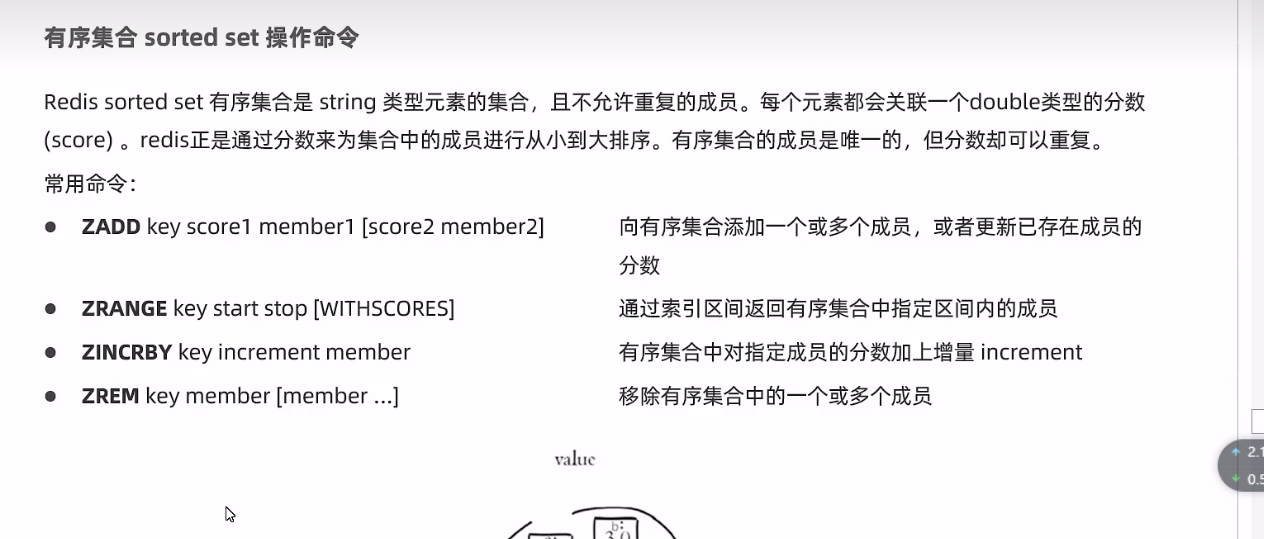 有序集合 sorted set 操作命令
Redis sorted set 有序集合是 string 类型元素的集合，且不允许重复的成员。每个元素都会关联一个double类型的分数
(score) 。redis正是通过分数来为集合中的成员进行从小到大排序。有序集合的成员是唯一的，但分数却可以重复。
常用命令：
● ZADD key score1 member1 [score2 member2] 向有序集合添加一个或多个成员，或者更新已存在成员的
分数
● ZRANGE key start stop [WITHSCORES] 通过索引区间返回有序集合中指定区间内的成员
● ZINCRBY key increment member 有序集合中对指定成员的分数加上增量 increment
● ZREM key member [member ...] 移除有序集合中的一个或多个成员
value
b:
3.0